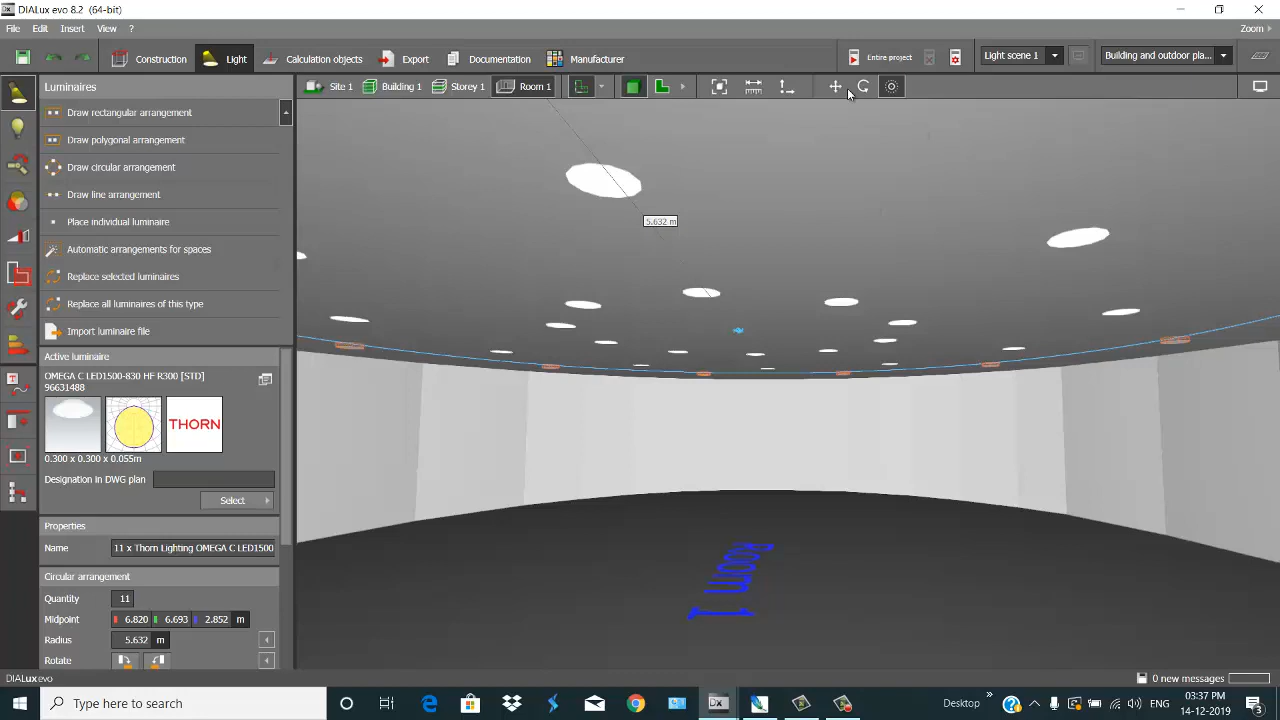 DIALux evo 8.2 (64-bit)
File Edit Insert View ?
Zoom
Construction Light Calculation objects Export Documentation Manufacturer Entire project Light scene 1 Building and outdoor pla...
Luminaires
Site 1 Building 1 Storey 1 Room 1
Draw rectangular arrangement
Draw polygonal arrangement
Draw circular arrangement
Draw line arrangement
Place individual luminaire
Automatic arrangements for spaces
Replace selected luminaires
Replace all luminaires of this type
Import luminaire file
5.632 m
Active luminaire
OMEGA C LED1500-830 HF R300 [STD]
96631488
THORN
0.300 x 0.300 x 0.055m
Designation in DWG plan
Select
Properties
Name 11 x Thorn Lighting OMEGA C LED1500
Circular arrangement
Quantity 11
Midpoint 6.820 6.693 2.852 m
Radius 5.632 m
Rotate
DIALux evo
0 new messages
Type here to search
Desktop
ENG
03:37 PM
14-12-2019
3